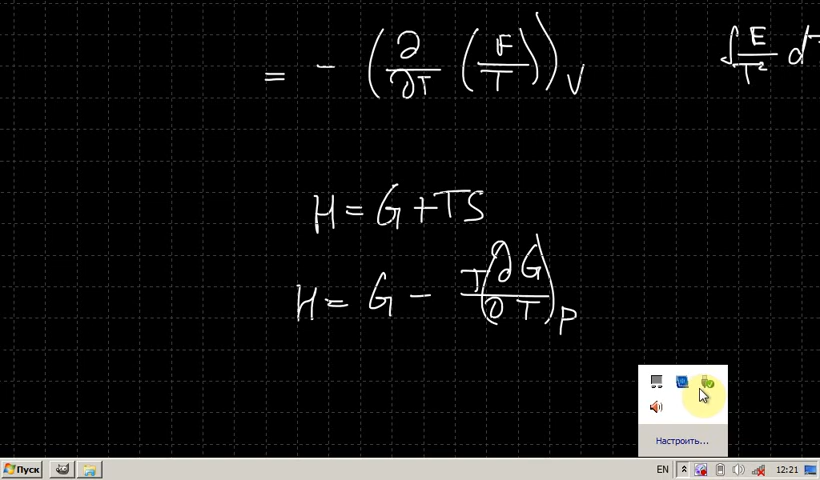 = - (∂/∂T (F/T))_V
∫ E/T² d
H = G + TS
H = G - T(∂G/∂T)_P
Настроить...
Пуск
EN
12:21